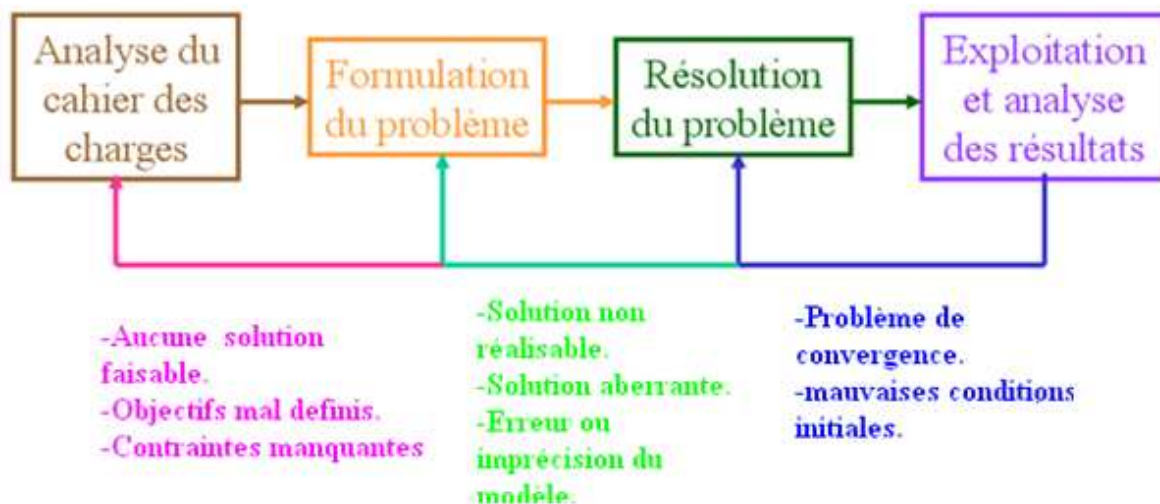 Analyse du
cahier des
charges
Formulation
du problème
Résolution
du problème
Exploitation
et analyse
des résultats
-Aucune solution
faisable.
-Objectifs mal definis.
-Contraintes manquantes
-Solution non
réalisable.
-Solution aberrante.
-Erreur ou
imprécision du
modèle.
-Problème de
convergence.
-mauvaises conditions
initiales.